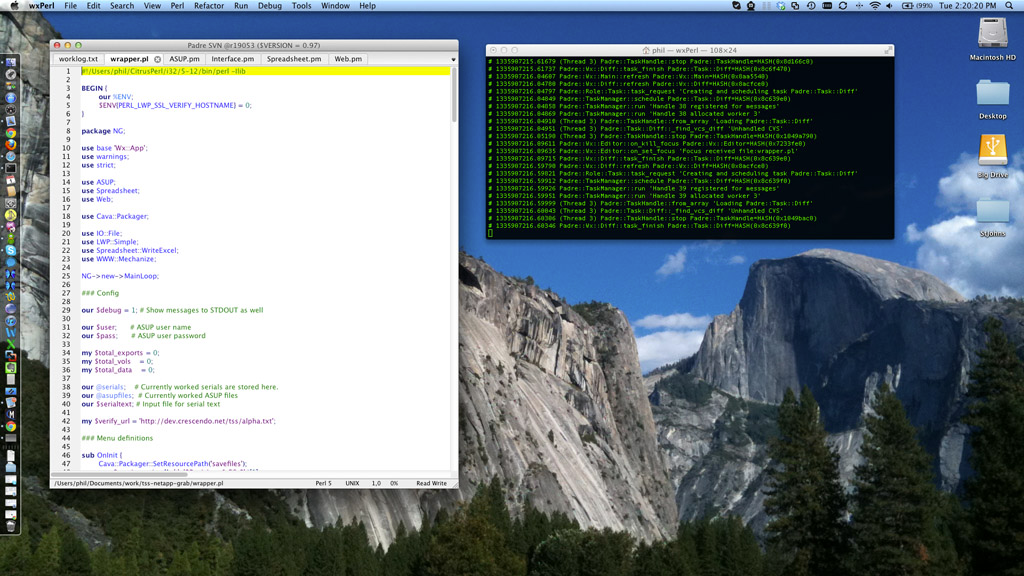 wxPerl File Edit Search View Perl Refactor Run Debug Tools Window Help
(99%) Tue 2:20:20 PM
Padre SVN @r19053 ($VERSION = 0.97)
worklog.txt wrapper.pl ASUP.pm Interface.pm Spreadsheet.pm Web.pm
1 #!/Users/phil/CitrusPerl/i32/5-12/bin/perl -Ilib
2
3 BEGIN {
4 our %ENV;
5 $ENV{PERL_LWP_SSL_VERIFY_HOSTNAME} = 0;
6 }
7
8 package NG;
9
10 use base 'Wx::App';
11 use warnings;
12 use strict;
13
14 use ASUP;
15 use Spreadsheet;
16 use Web;
17
18 use Cava::Packager;
19
20 use IO::File;
21 use LWP::Simple;
22 use Spreadsheet::WriteExcel;
23 use WWW::Mechanize;
24
25 NG->new->MainLoop;
26
27 ### Config
28
29 our $debug = 1; # Show messages to STDOUT as well
30
31 our $user; # ASUP user name
32 our $pass; # ASUP user password
33
34 my $total_exports = 0;
35 my $total_vols = 0;
36 my $total_data = 0;
37
38 our @serials; # Currently worked serials are stored here.
39 our @asupfiles; # Currently worked ASUP files
40 our $serialtext; # Input file for serial text
41
42 my $verify_url = 'http://dev.crescendo.net/tss/alpha.txt';
43
44 ### Menu definitions
45
46 sub OnInit {
47 Cava::Packager::SetResourcePath('savefiles');
/Users/phil/Documents/work/tss-netapp-grab/wrapper.pl Perl 5 UNIX 1,0 0% Read Write
phil — wxPerl — 108×24
# 1335907215.61679 (Thread 3) Padre::TaskHandle::stop Padre::TaskHandle=HASH(0x8d166c0)
# 1335907215.61737 Padre::Wx::Diff::task_finish Padre::Task::Diff=HASH(0x8c6f470)
# 1335907215.84607 Padre::Wx::Main::refresh Padre::Wx::Main=HASH(0x8aa5540)
# 1335907215.84788 Padre::Wx::Diff::refresh Padre::Wx::Diff=HASH(0x8acfce0)
# 1335907215.84797 Padre::Role::Task::task_request 'Creating and scheduling task Padre::Task::Diff'
# 1335907215.84849 Padre::TaskManager::schedule Padre::Task::Diff=HASH(0x8c639e0)
# 1335907215.84858 Padre::TaskManager::run 'Handle 38 registered for messages'
# 1335907215.84869 Padre::TaskManager::run 'Handle 38 allocated worker 3'
# 1335907215.84910 (Thread 3) Padre::TaskHandle::from_array 'Loading Padre::Task::Diff'
# 1335907215.84951 (Thread 3) Padre::Task::Diff::_find_vcs_diff 'Unhandled CVS'
# 1335907215.85198 (Thread 3) Padre::TaskHandle::stop Padre::TaskHandle=HASH(0x1049a790)
# 1335907216.09611 Padre::Wx::Editor::on_kill_focus Padre::Wx::Editor=HASH(0x7233fe0)
# 1335907216.09635 Padre::Wx::Editor::on_set_focus 'Focus received file:wrapper.pl'
# 1335907216.09715 Padre::Wx::Diff::task_finish Padre::Task::Diff=HASH(0x8c639e0)
# 1335907216.59790 Padre::Wx::Diff::refresh Padre::Wx::Diff=HASH(0x8acfce0)
# 1335907216.59821 Padre::Role::Task::task_request 'Creating and scheduling task Padre::Task::Diff'
# 1335907216.59912 Padre::TaskManager::schedule Padre::Task::Diff=HASH(0x8c639f0)
# 1335907216.59926 Padre::TaskManager::run 'Handle 39 registered for messages'
# 1335907216.59951 Padre::TaskManager::run 'Handle 39 allocated worker 3'
# 1335907216.59999 (Thread 3) Padre::TaskHandle::from_array 'Loading Padre::Task::Diff'
# 1335907216.60043 (Thread 3) Padre::Task::Diff::_find_vcs_diff 'Unhandled CVS'
# 1335907216.60306 (Thread 3) Padre::TaskHandle::stop Padre::TaskHandle=HASH(0x1049bac0)
# 1335907216.60346 Padre::Wx::Diff::task_finish Padre::Task::Diff=HASH(0x8c639f0)
Macintosh HD
Desktop
Big Drive
StJohns